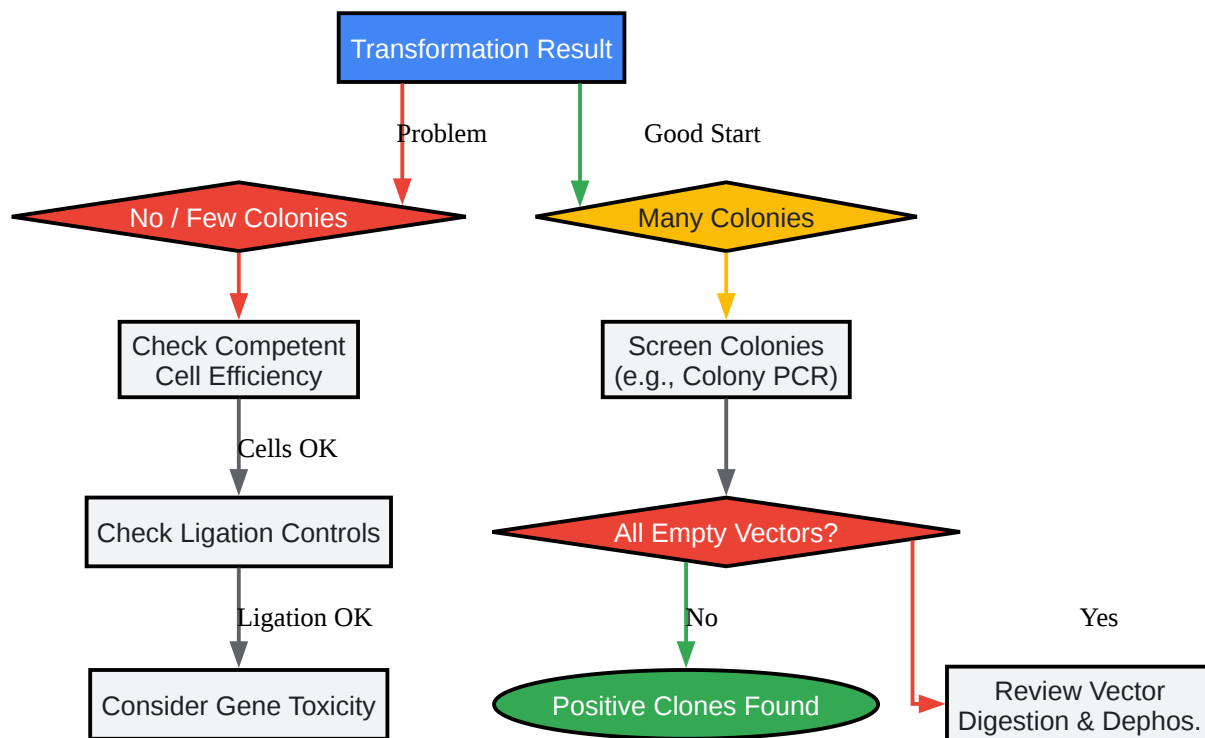 Transformation Result
Problem
Good Start
No / Few Colonies
Many Colonies
Check Competent
Cell Efficiency
Screen Colonies
(e.g., Colony PCR)
Cells OK
Check Ligation Controls
All Empty Vectors?
Ligation OK
No
Yes
Consider Gene Toxicity
Positive Clones Found
Review Vector
Digestion & Dephos.